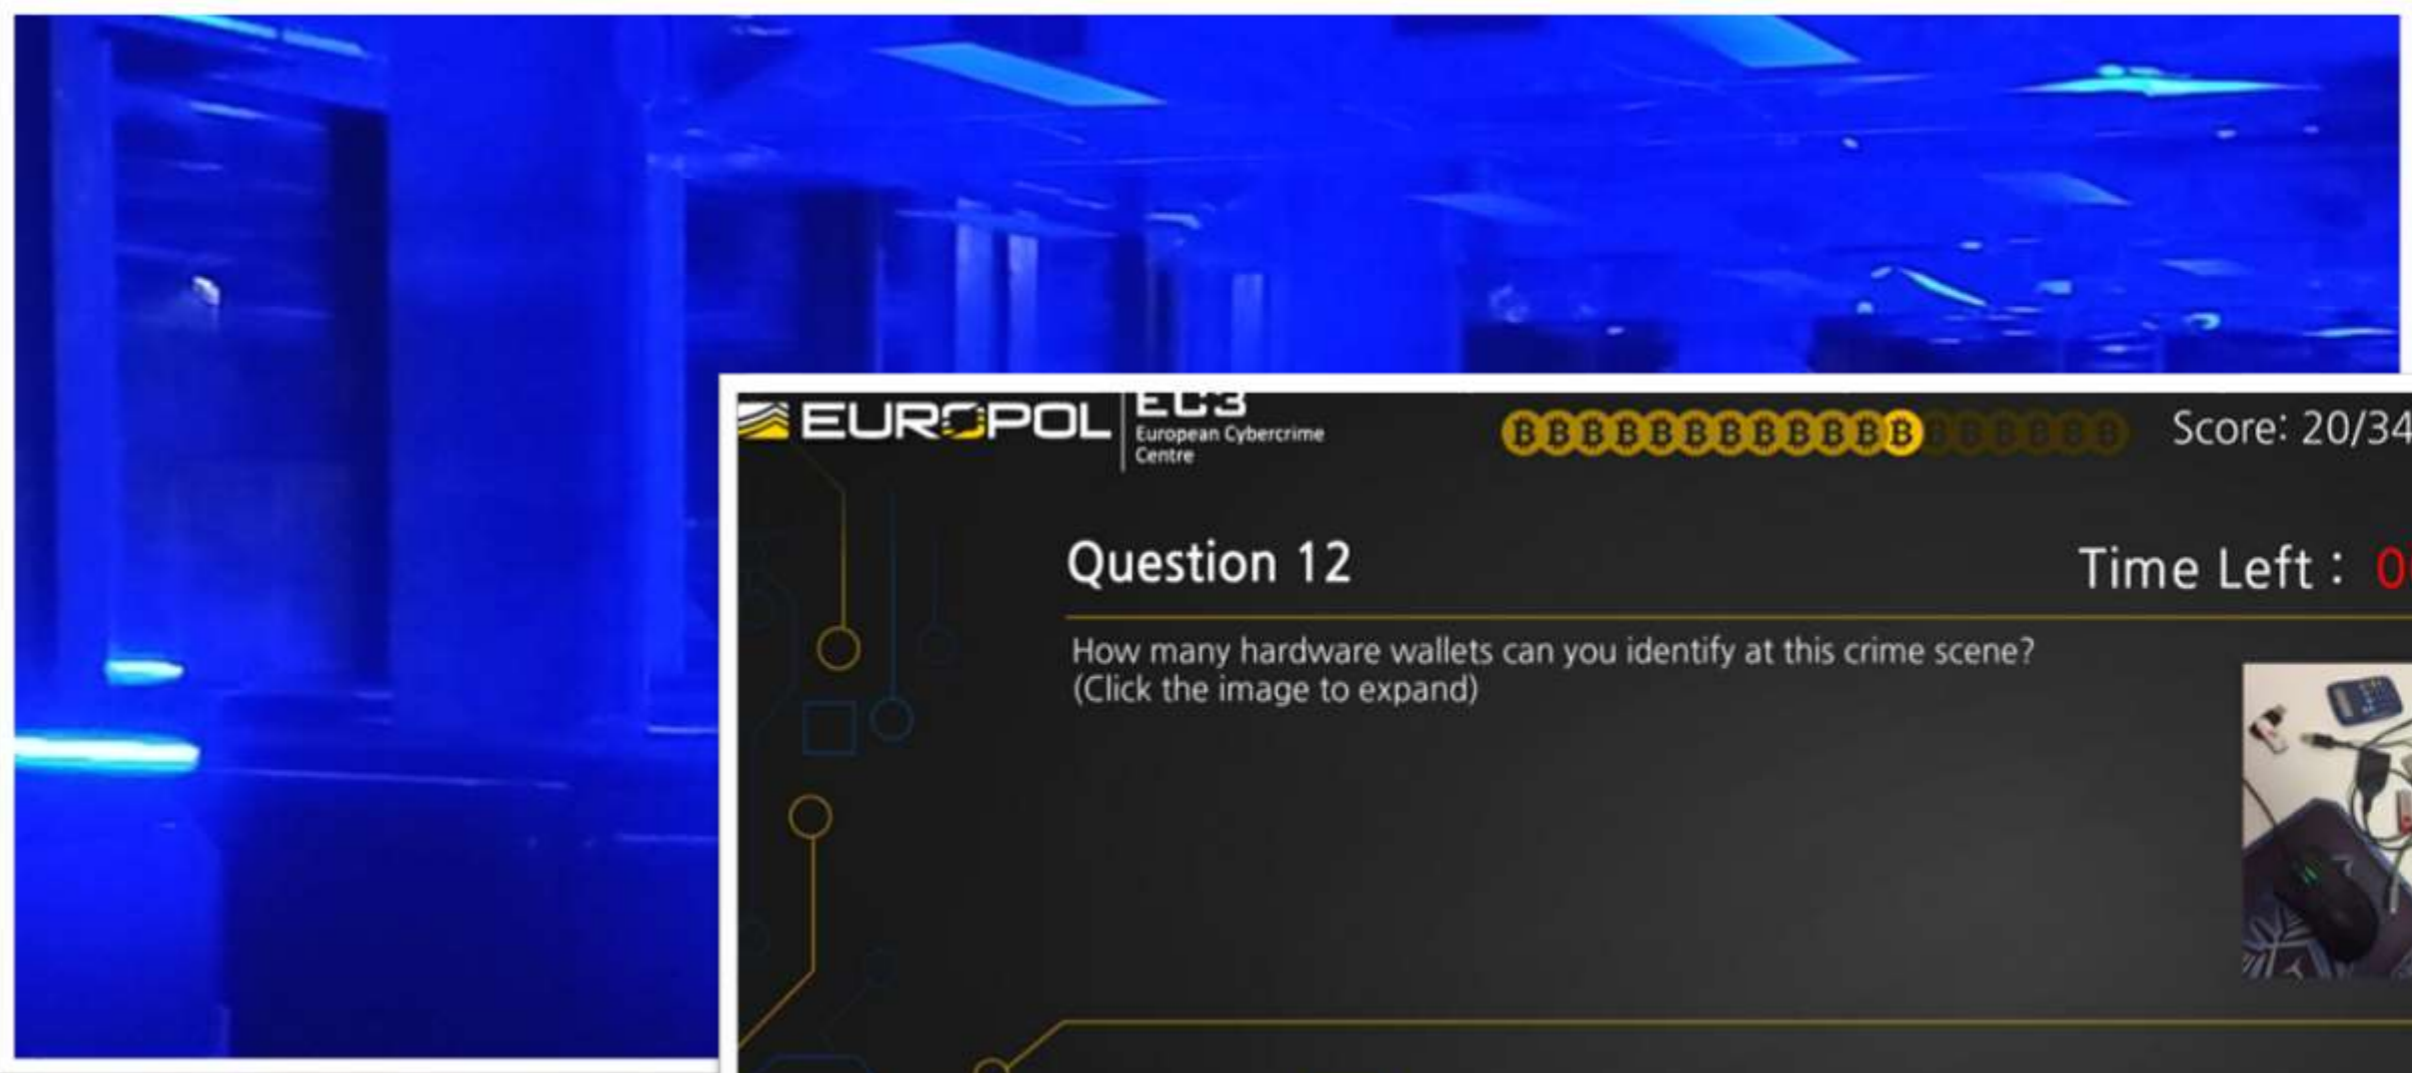 EUROPOL
EC3
European Cybercrime
Centre
Score: 20/34
Question 12
Time Left : 0
How many hardware wallets can you identify at this crime scene?
(Click the image to expand)